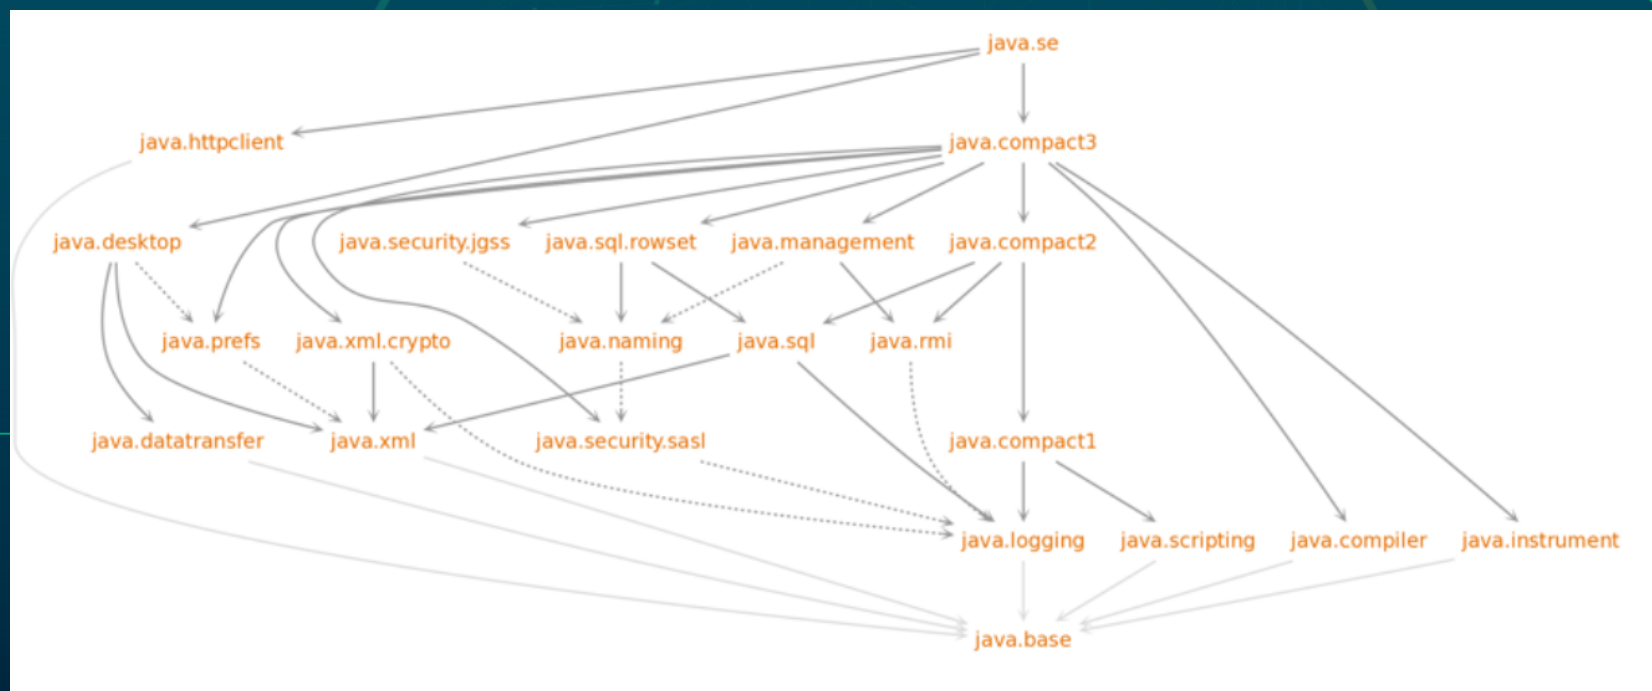 java.se
java.httpclient
java.compact3
java.desktop
java.security.jgss
java.sql.rowset
java.management
java.compact2
java.prefs
java.xml.crypto
java.naming
java.sql
java.rmi
java.datatransfer
java.xml
java.security.sasl
java.compact1
java.logging
java.scripting
java.compiler
java.instrument
java.base